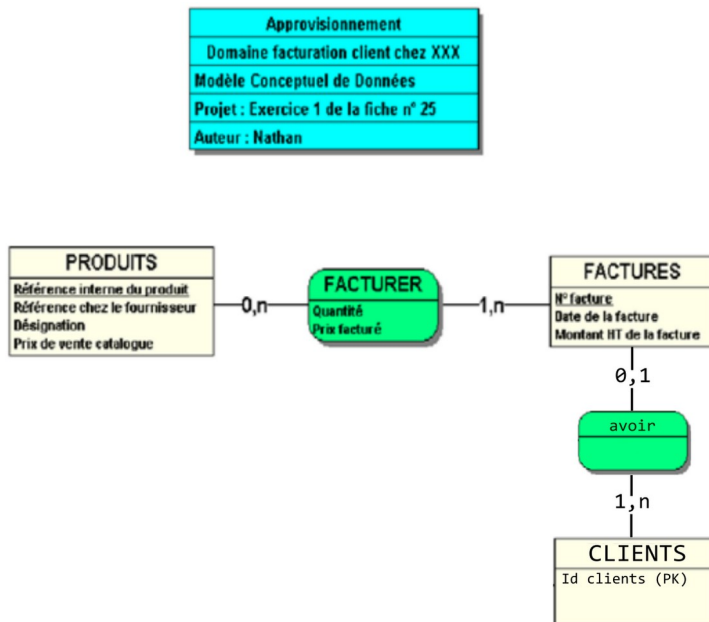 Approvisionnement
Domaine facturation client chez XXX
Modèle Conceptuel de Données
Projet : Exercice 1 de la fiche n° 25
Auteur : Nathan
PRODUITS
Référence interne du produit
Référence chez le fournisseur
Désignation
Prix de vente catalogue
0,n
FACTURER
Quantité
Prix facturé
1,n
FACTURES
N° facture
Date de la facture
Montant HT de la facture
0,1
avoir
1,n
CLIENTS
Id clients (PK)